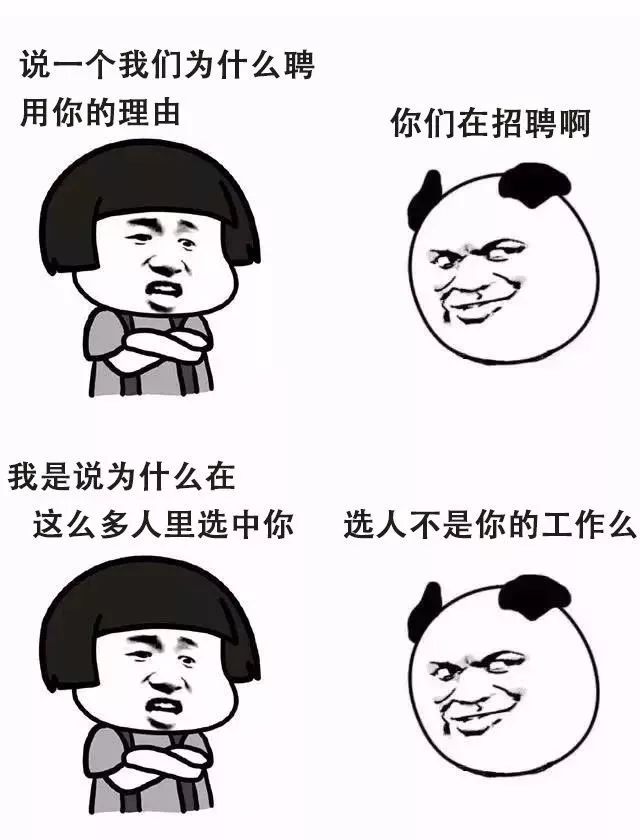 说一个我们为什么聘
用你的理由
你们在招聘啊
我是说为什么在
这么多人里选中你
选人不是你的工作么